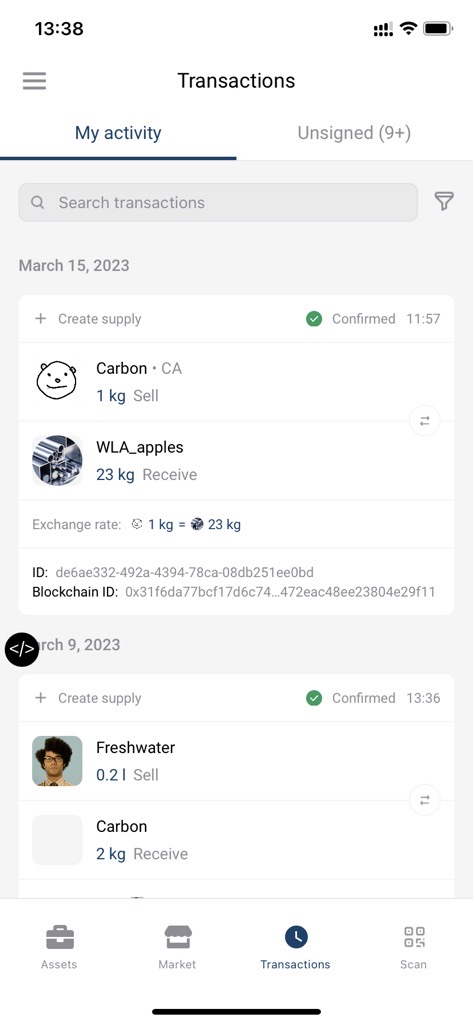 13:38
Transactions
My activity Unsigned (9+)
Search transactions
March 15, 2023
+ Create supply Confirmed 11:57
Carbon • CA
1 kg Sell
WLA_apples
23 kg Receive
Exchange rate: 1 kg = 23 kg
ID: de6ae332-492a-4394-78ca-08db251ee0bd
Blockchain ID: 0x31f6da77bcf17d6c74...472eac48ee23804e29f11
</> rch 9, 2023
+ Create supply Confirmed 13:36
Freshwater
0.2 l Sell
Carbon
2 kg Receive
Assets Market Transactions Scan